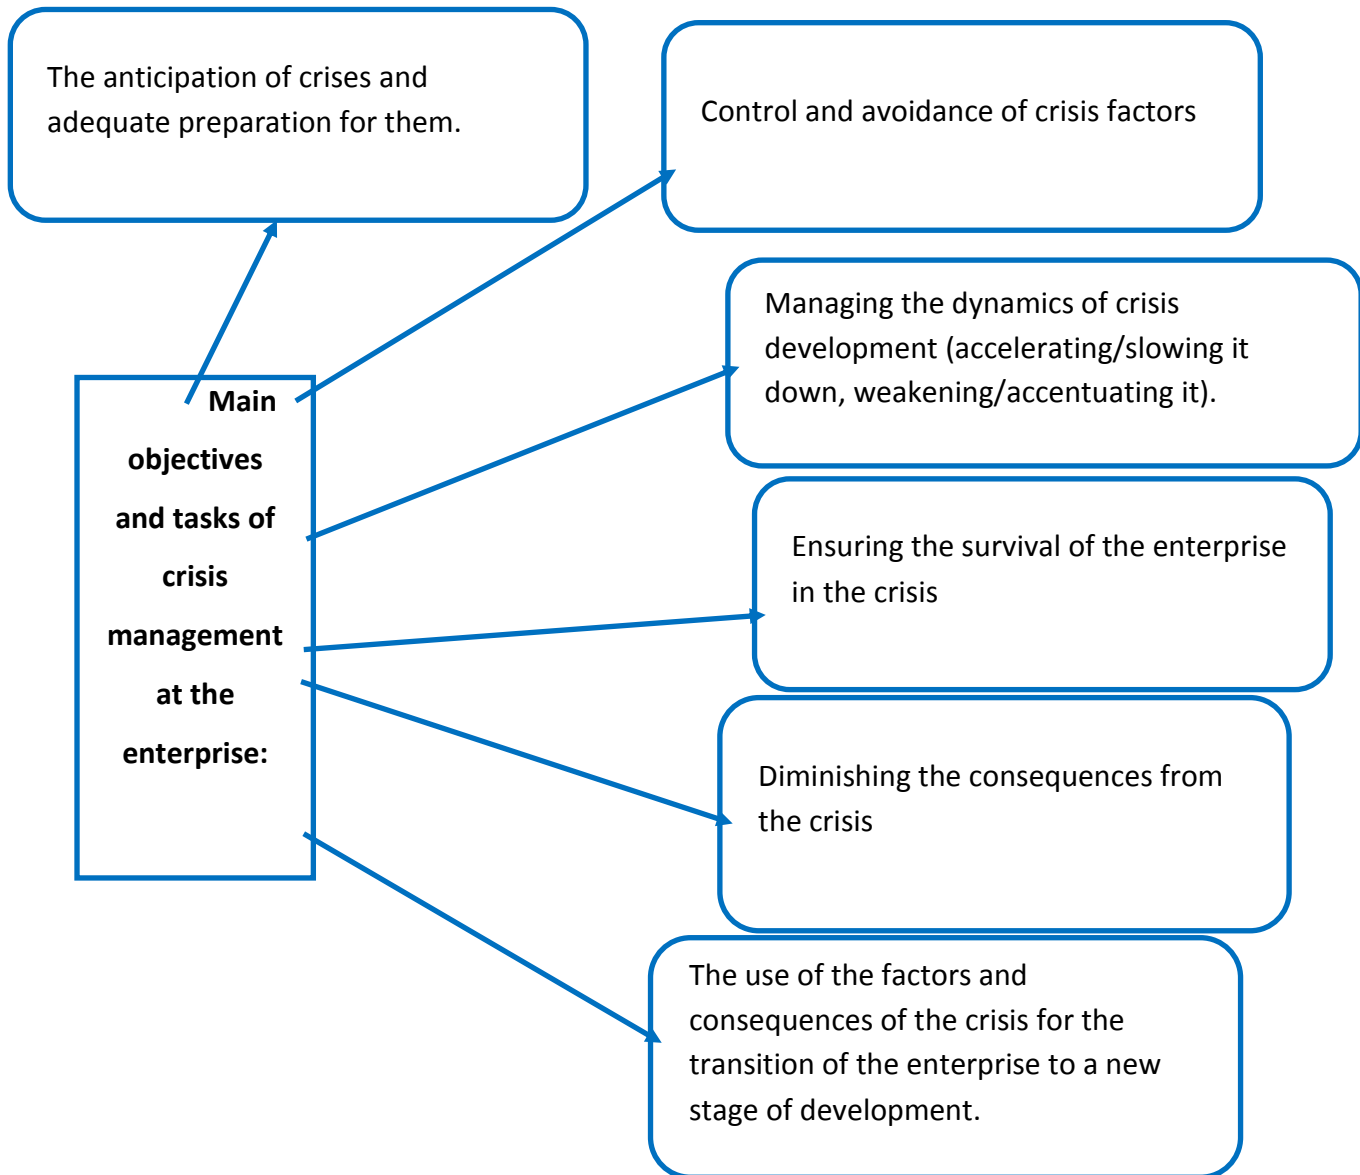 The anticipation of crises and
adequate preparation for them.
Control and avoidance of crisis factors
Managing the dynamics of crisis
development (accelerating/slowing it
down, weakening/accentuating it).
Main
objectives
and tasks of
crisis
management
at the
enterprise:
Ensuring the survival of the enterprise
in the crisis
Diminishing the consequences from
the crisis
The use of the factors and
consequences of the crisis for the
transition of the enterprise to a new
stage of development.